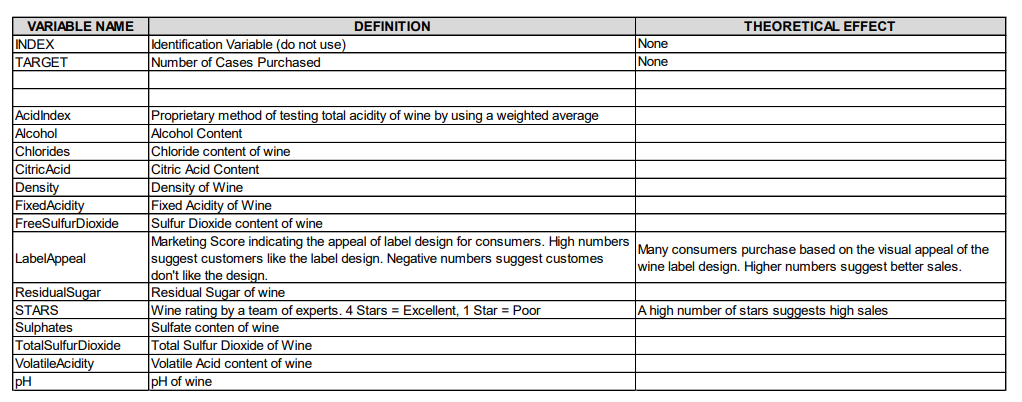 VARIABLE NAME DEFINITION THEORETICAL EFFECT
INDEX Identification Variable (do not use) None
TARGET Number of Cases Purchased None
AcidIndex Proprietary method of testing total acidity of wine by using a weighted average
Alcohol Alcohol Content
Chlorides Chloride content of wine
CitricAcid Citric Acid Content
Density Density of Wine
FixedAcidity Fixed Acidity of Wine
FreeSulfurDioxide Sulfur Dioxide content of wine
LabelAppeal
Marketing Score indicating the appeal of label design for consumers. High numbers
suggest customers like the label design. Negative numbers suggest customes
don't like the design.
Many consumers purchase based on the visual appeal of the
wine label design. Higher numbers suggest better sales.
ResidualSugar Residual Sugar of wine
STARS Wine rating by a team of experts. 4 Stars = Excellent, 1 Star = Poor A high number of stars suggests high sales
Sulphates Sulfate conten of wine
TotalSulfurDioxide Total Sulfur Dioxide of Wine
VolatileAcidity Volatile Acid content of wine
pH pH of wine